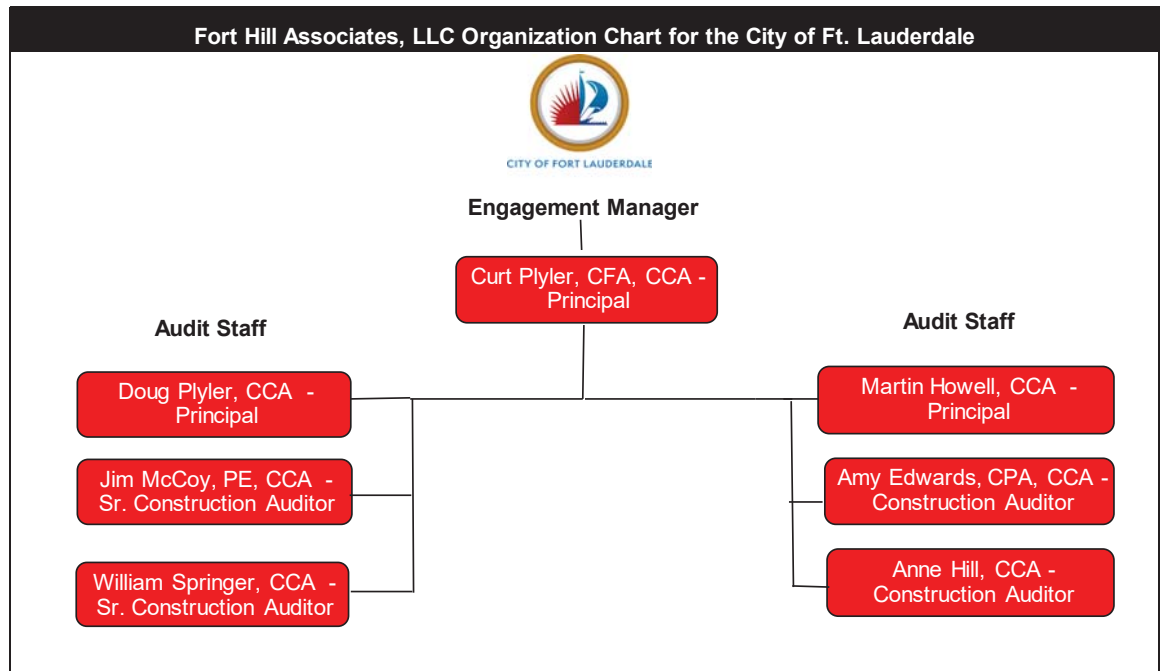 Fort Hill Associates, LLC Organization Chart for the City of Ft. Lauderdale
CITY OF FORT LAUDERDALE
Engagement Manager
Curt Plyler, CFA, CCA -
Principal
Audit Staff
Doug Plyler, CCA -
Principal
Jim McCoy, PE, CCA -
Sr. Construction Auditor
William Springer, CCA -
Sr. Construction Auditor
Audit Staff
Martin Howell, CCA -
Principal
Amy Edwards, CPA, CCA -
Construction Auditor
Anne Hill, CCA -
Construction Auditor